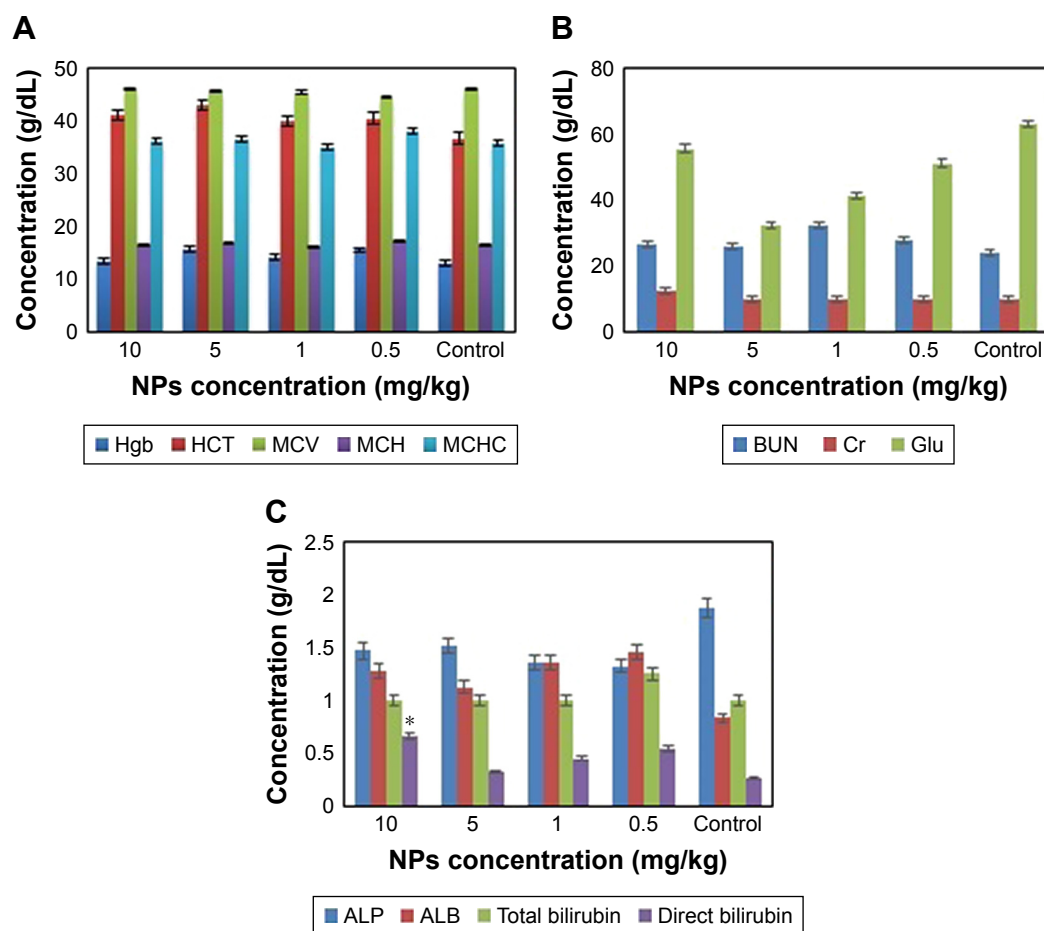 A
Concentration (g/dL)
50
40
30
20
10
0
10 5 1 0.5 Control
NPs concentration (mg/kg)
Hgb HCT MCV MCH MCHC
B
Concentration (g/dL)
80
60
40
20
0
10 5 1 0.5 Control
NPs concentration (mg/kg)
BUN Cr Glu
C
Concentration (g/dL)
2.5
2
1.5
1
0.5
0
*
10 5 1 0.5 Control
NPs concentration (mg/kg)
ALP ALB Total bilirubin Direct bilirubin